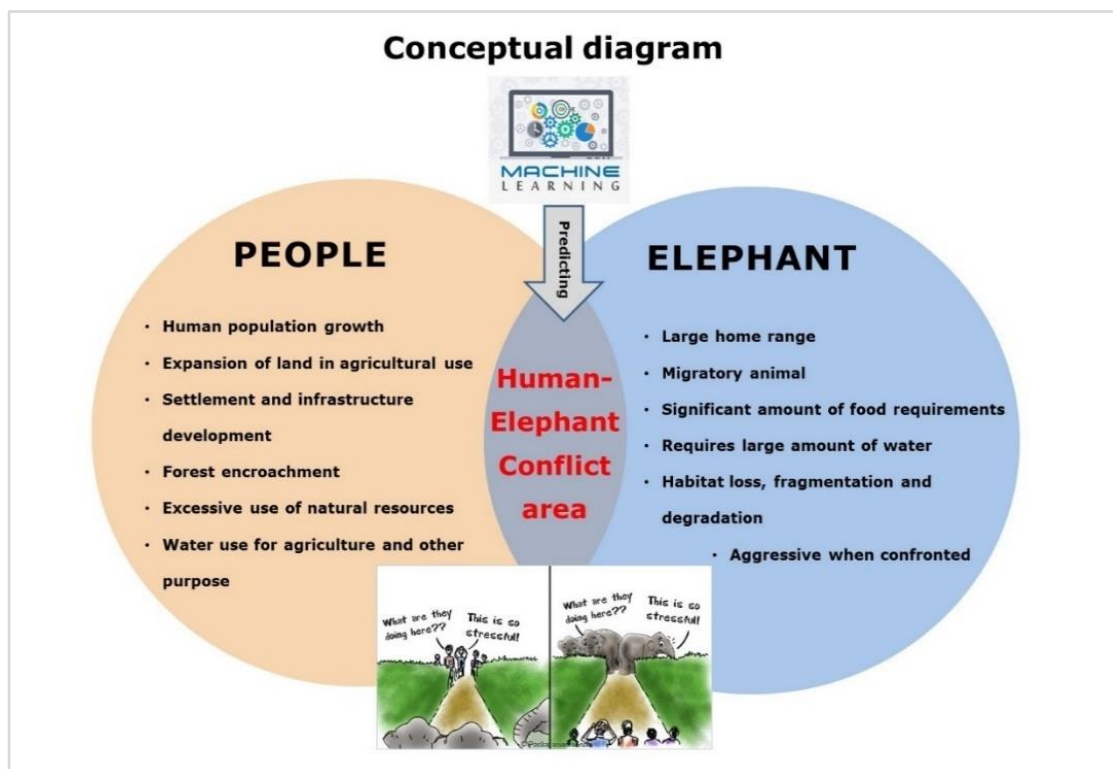 Conceptual diagram
MACHINE
LEARNING
Predicting
PEOPLE
• Human population growth
• Expansion of land in agricultural use
• Settlement and infrastructure
development
• Forest encroachment
• Excessive use of natural resources
• Water use for agriculture and other
purpose
Human-
Elephant
Conflict
area
ELEPHANT
• Large home range
• Migratory animal
• Significant amount of food requirements
• Requires large amount of water
• Habitat loss, fragmentation and
degradation
• Aggressive when confronted
What are they
doing here??
This is so
stressful!
What are they
doing here??
This is so
stressful!